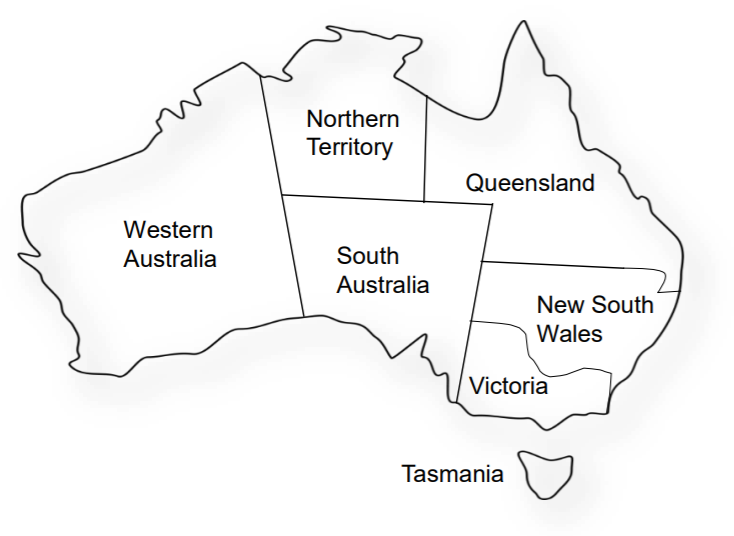 Northern
Territory
Queensland
Western
Australia
South
Australia
New South
Wales
Victoria
Tasmania